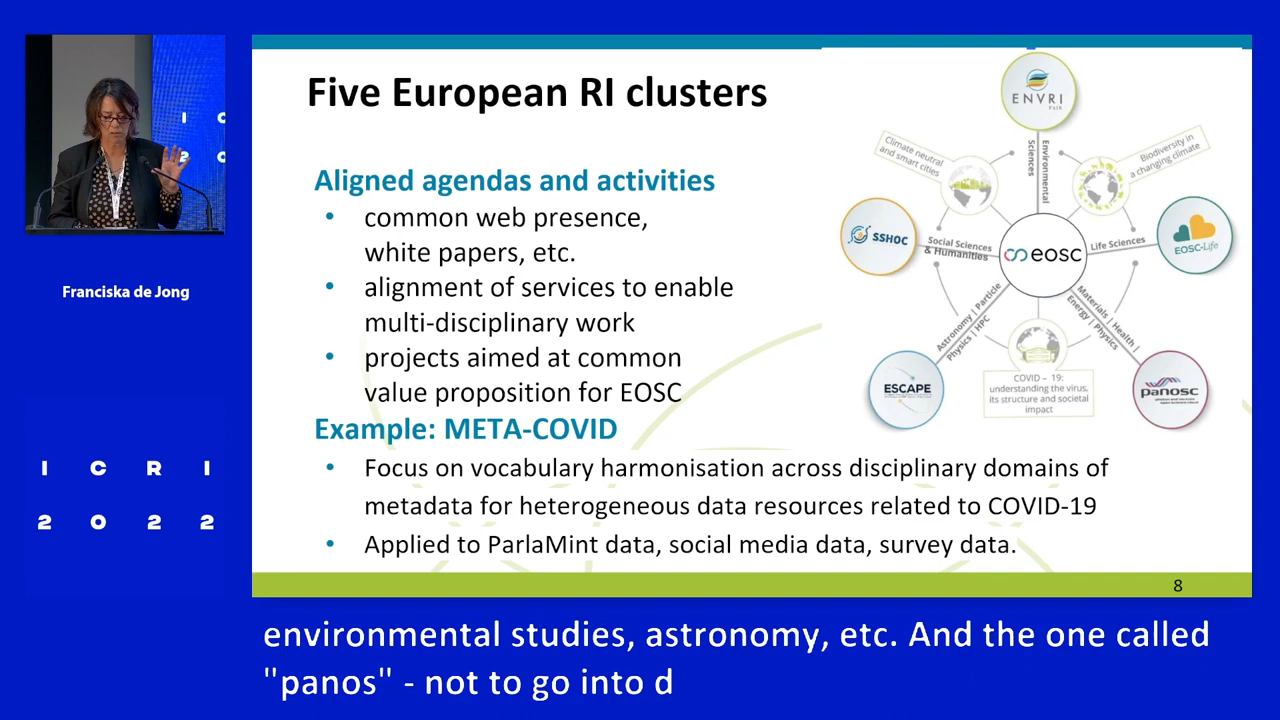 I C
2 0
Franciska de Jong
I C R I
2 0 2 2
Five European RI clusters
Aligned agendas and activities
• common web presence,
white papers, etc.
• alignment of services to enable
multi-disciplinary work
• projects aimed at common
value proposition for EOSC
Example: META-COVID
• Focus on vocabulary harmonisation across disciplinary domains of
metadata for heterogeneous data resources related to COVID-19
• Applied to ParlaMint data, social media data, survey data.
ENVRI
FAIR
Climate neutral
and smart cities
Environmental
Sciences
Biodiversity in
a changing climate
SSHOC
Social Sciences
& Humanities
eosc
Life Sciences
EOSC-Life
Astronomy | Particle
Physics | HPC
Materials | Health |
Energy | Physics
ESCAPE
COVID – 19:
understanding the virus,
its structure and societal
impact
panosc
8
environmental studies, astronomy, etc. And the one called
"panos" - not to go into d